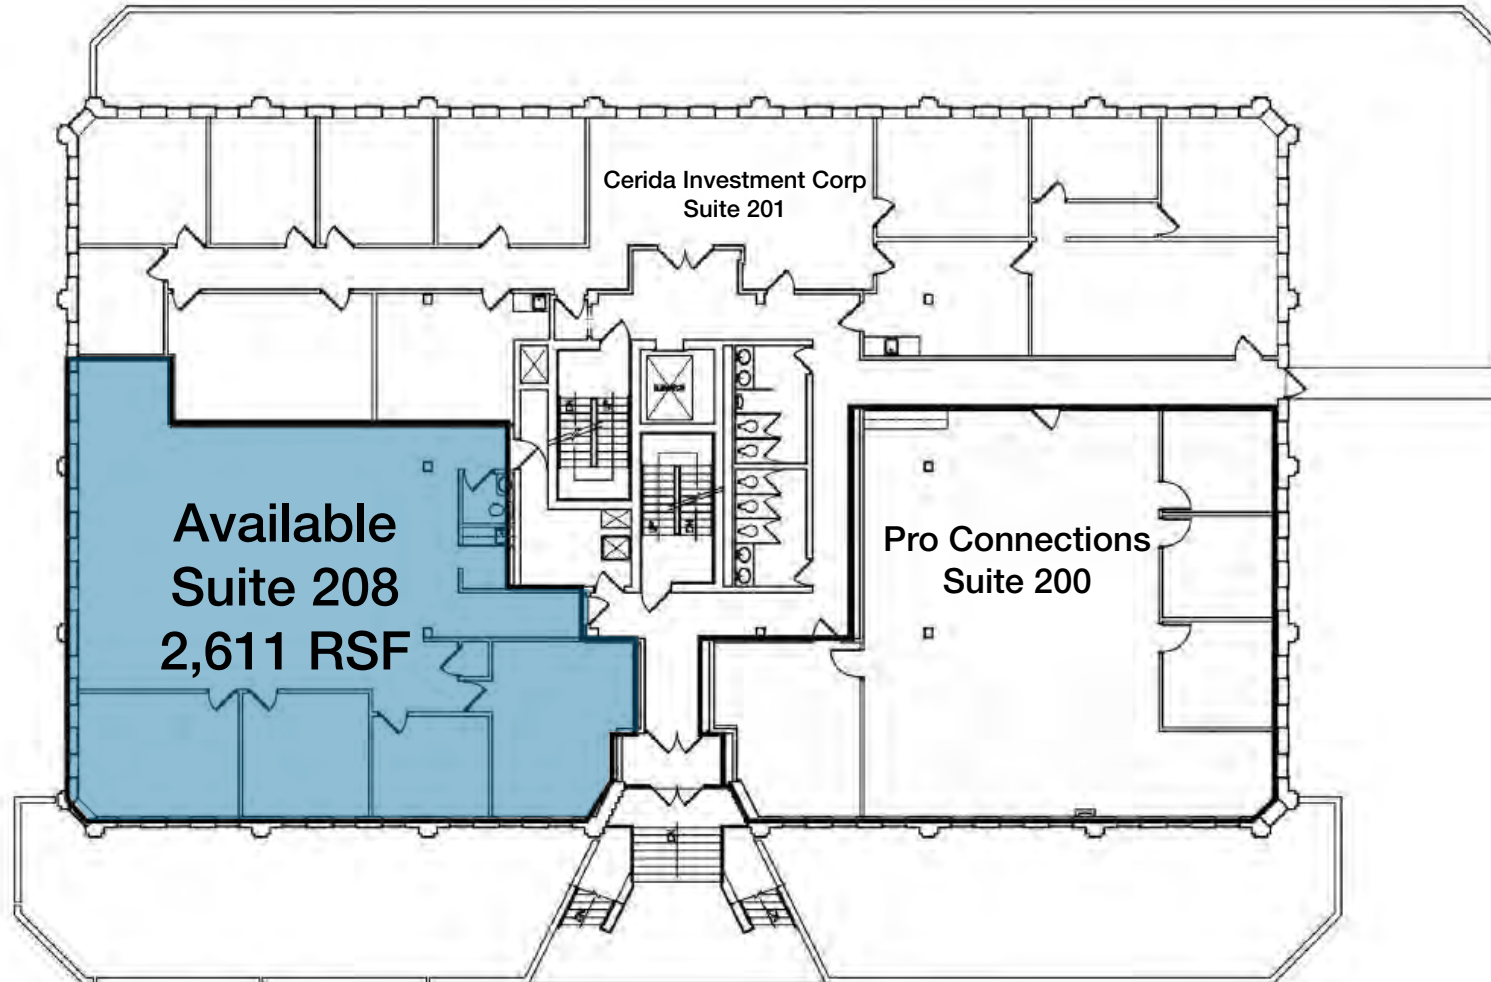 Cerida Investment Corp
Suite 201
Available
Suite 208
2,611 RSF
Pro Connections
Suite 200